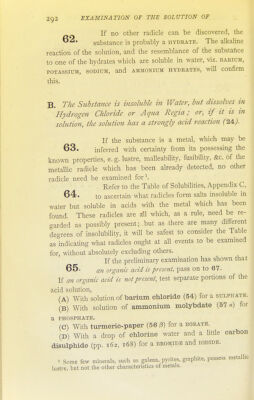 292 EXAMINATION OF THE SOLUTION OF
62. If no other radicle can be discovered, the
substance is probably a HYDRATE. The alkaline
reaction of the solution, and the resemblance of the substance
to one of the hydrates which are soluble in water, viz. BARIUM,
POTASSIUM, SODIUM, and AMMONIUM HYDRATES, will confirm
this.
B. The Substance is insoluble in Water, but dissolves in
Hydrogen Chloride or Aqua Regia; or, if it is in
solution, the solution has a strongly acid reaction (24).
63. If the substance is a metal, which may be
inferred with certainty from its possessing the
known properties, e.g. lustre, malleability, fusibility, &c. of the
metallic radicle which has been already detected, no other
radicle need be examined for¹.
64. Refer to the Table of Solubilities, Appendix C,
to ascertain what radicles form salts insoluble in
water but soluble in acids with the metal which has been
found. These radicles are all which, as a rule, need be re-
garded as possibly present; but as there are many different
degrees of insolubility, it will be safest to consider the Table
as indicating what radicles ought at all events to be examined
for, without absolutely excluding others.
65. If the preliminary examination has shown that
an organic acid is present, pass on to 67.
If an organic acid is not present, test separate portions of the
acid solution,
(A) With solution of barium chloride (54) for a SULPHATE.
(B) With solution of ammonium molybdate (57 a) for
a PHOSPHATE.
(C) With turmeric-paper (56 β) for a BORATE.
(D) With a drop of chlorine water and a little carbon
disulphide (pp. 162, 168) for a BROMIDE and IODIDE.
¹ Some few minerals, such as galena, pyrites, graphite, possess metallic
lustre, but not the other characteristics of metals.